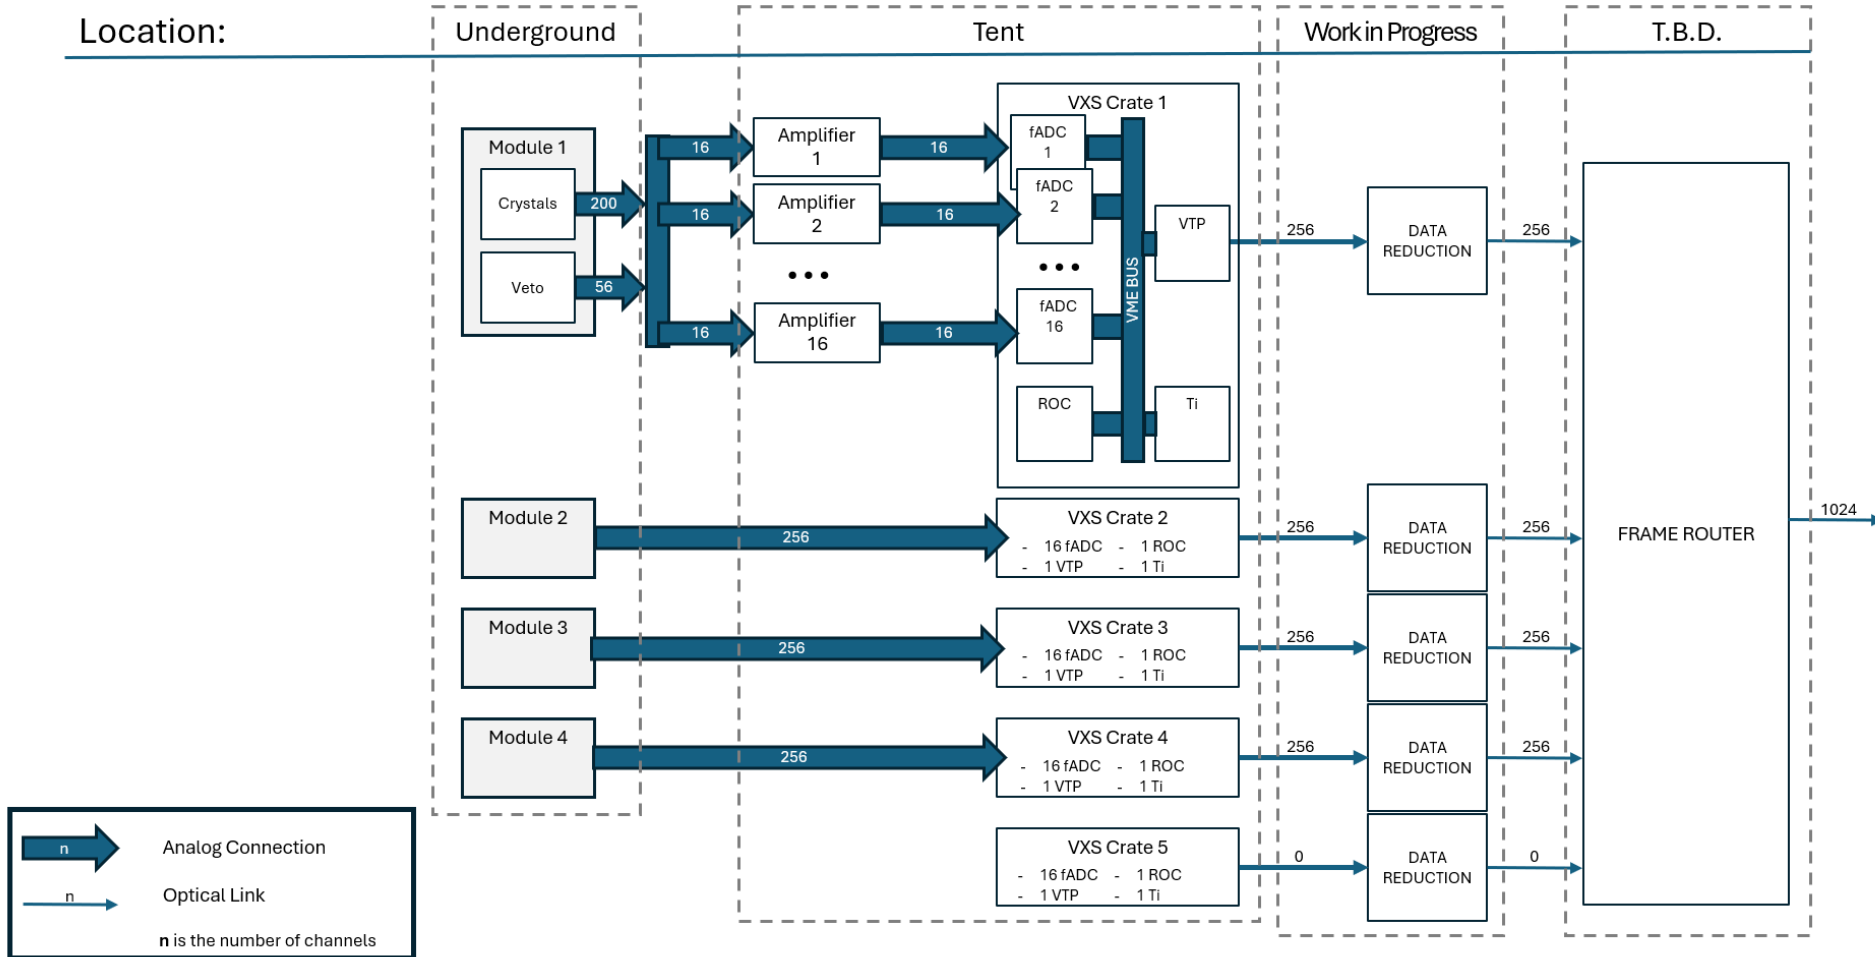 Location:
Underground
Tent
Work in Progress
T.B.D.
Module 1
Crystals
200
Veto
56
16
Amplifier
1
16
16
Amplifier
2
16
•••
16
Amplifier
16
16
VXS Crate 1
fADC
1
fADC
2
•••
fADC
16
ROC
VME BUS
VTP
Ti
256
DATA
REDUCTION
256
Module 2
256
VXS Crate 2
- 16 fADC - 1 ROC
- 1 VTP - 1 Ti
256
DATA
REDUCTION
256
Module 3
256
VXS Crate 3
- 16 fADC - 1 ROC
- 1 VTP - 1 Ti
256
DATA
REDUCTION
256
Module 4
256
VXS Crate 4
- 16 fADC - 1 ROC
- 1 VTP - 1 Ti
256
DATA
REDUCTION
256
VXS Crate 5
- 16 fADC - 1 ROC
- 1 VTP - 1 Ti
0
DATA
REDUCTION
0
FRAME ROUTER
1024
n
Analog Connection
n
Optical Link
n is the number of channels